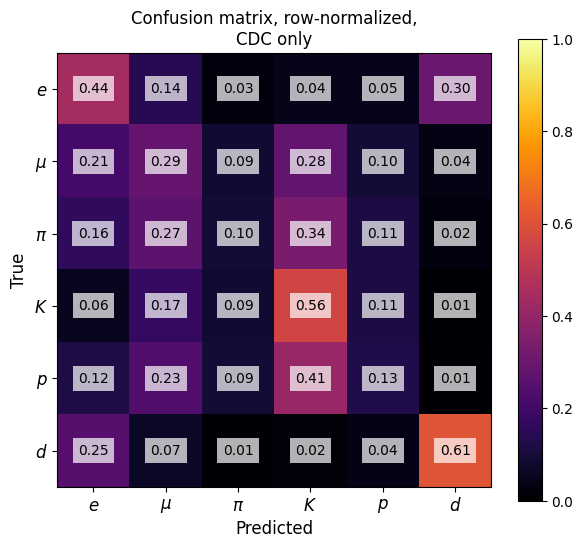 Confusion matrix, row-normalized,
CDC only
True
e 0.44 0.14 0.03 0.04 0.05 0.30
μ 0.21 0.29 0.09 0.28 0.10 0.04
π 0.16 0.27 0.10 0.34 0.11 0.02
K 0.06 0.17 0.09 0.56 0.11 0.01
p 0.12 0.23 0.09 0.41 0.13 0.01
d 0.25 0.07 0.01 0.02 0.04 0.61
e μ π K p d
Predicted
1.0
0.8
0.6
0.4
0.2
0.0